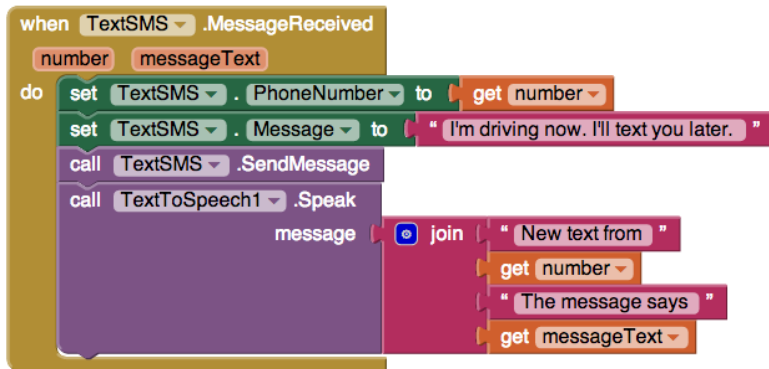 when TextSMS .MessageReceived
number messageText
do set TextSMS . PhoneNumber to get number
set TextSMS . Message to " I'm driving now. I'll text you later. "
call TextSMS .SendMessage
call TextToSpeech1 .Speak
message join " New text from "
get number
" The message says "
get messageText